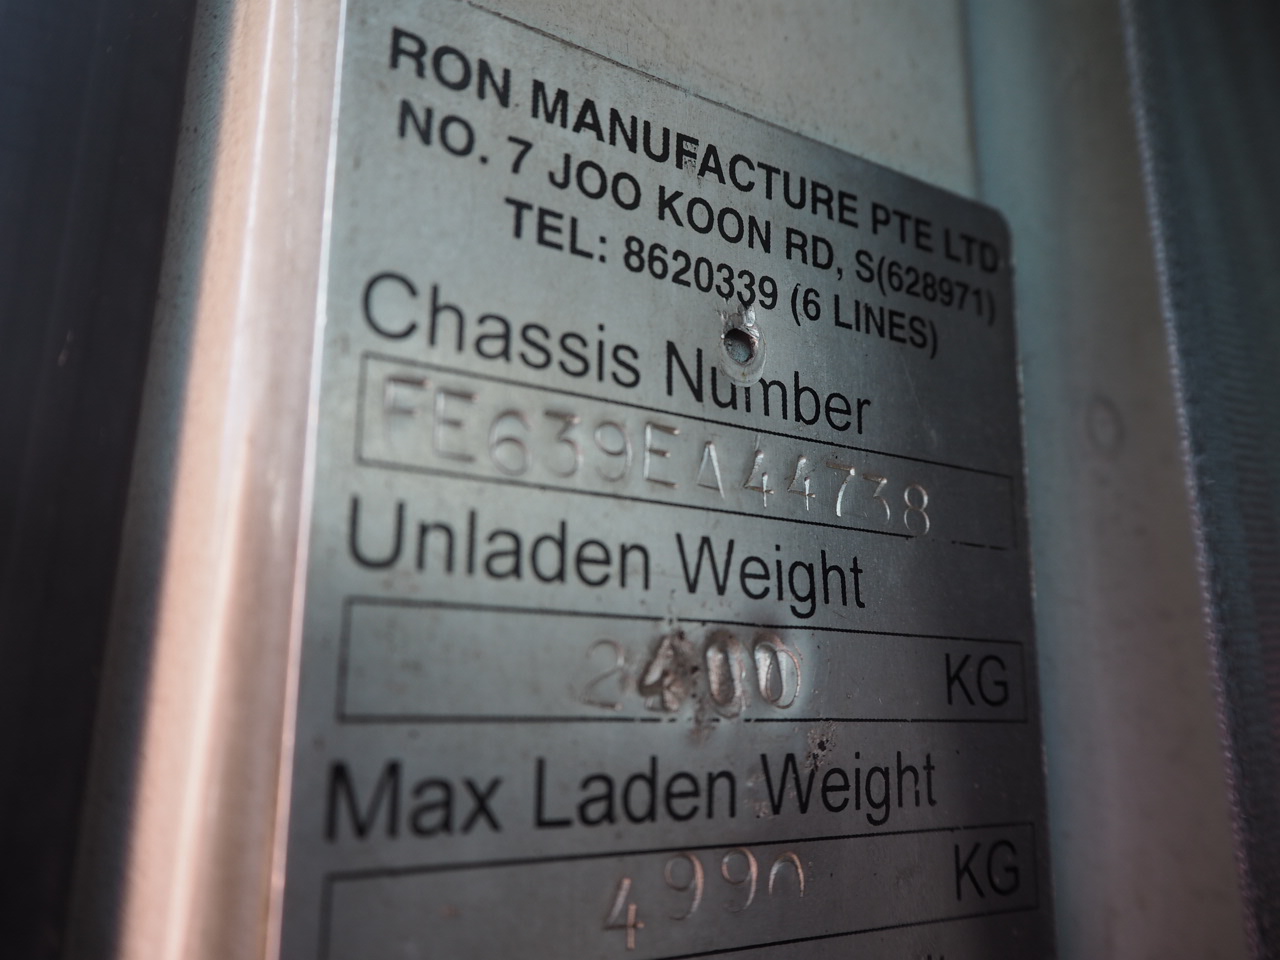 RON MANUFACTURE PTE LTD
NO. 7 JOO KOON RD, S(628971)
TEL: 8620339 (6 LINES)
Chassis Number
FE639EA44738
Unladen Weight
2400 KG
Max Laden Weight
4990 KG